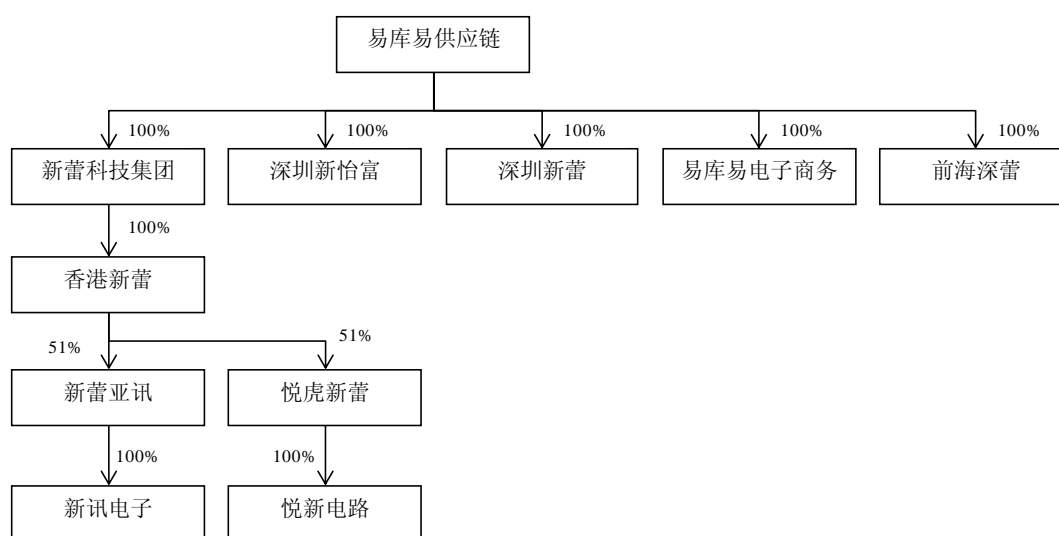 易库易供应链
100%
100%
100%
100%
100%
新蕾科技集团
深圳新怡富
深圳新蕾
易库易电子商务
前海深蕾
100%
香港新蕾
51%
51%
新蕾亚讯
悦虎新蕾
100%
100%
新讯电子
悦新电路